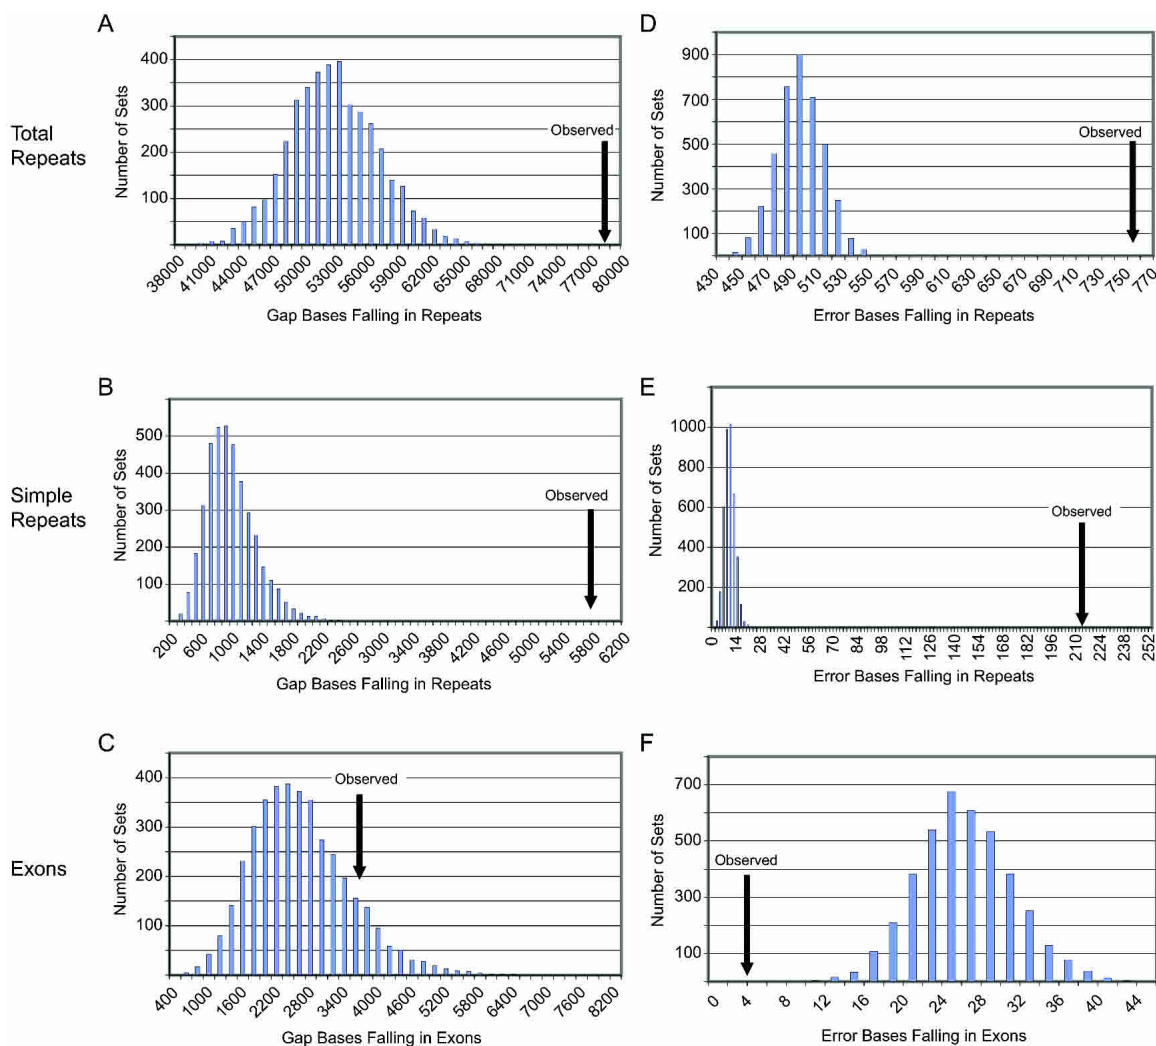 A
D
Total
Repeats
Number of Sets
400
300
200
100
Observed
38000 41000 44000 47000 50000 53000 56000 59000 62000 65000 68000 71000 74000 77000 80000
Gap Bases Falling in Repeats
Number of Sets
900
700
500
300
100
Observed
430 450 470 490 510 530 550 570 590 610 630 650 670 690 710 730 750 770
Error Bases Falling in Repeats
B
E
Simple
Repeats
Number of Sets
500
400
300
200
100
Observed
200 600 1000 1400 1800 2200 2600 3000 3400 3800 4200 4600 5000 5400 5800 6200
Gap Bases Falling in Repeats
Number of Sets
1000
800
600
400
200
Observed
0 14 28 42 56 70 84 98 112 126 140 154 168 182 196 210 224 238 252
Error Bases Falling in Repeats
C
F
Exons
Number of Sets
400
300
200
100
Observed
400 1000 1600 2200 2800 3400 4000 4600 5200 5800 6400 7000 7600 8200
Gap Bases Falling in Exons
Number of Sets
700
500
300
100
Observed
0 4 8 12 16 20 24 28 32 36 40 44
Error Bases Falling in Exons